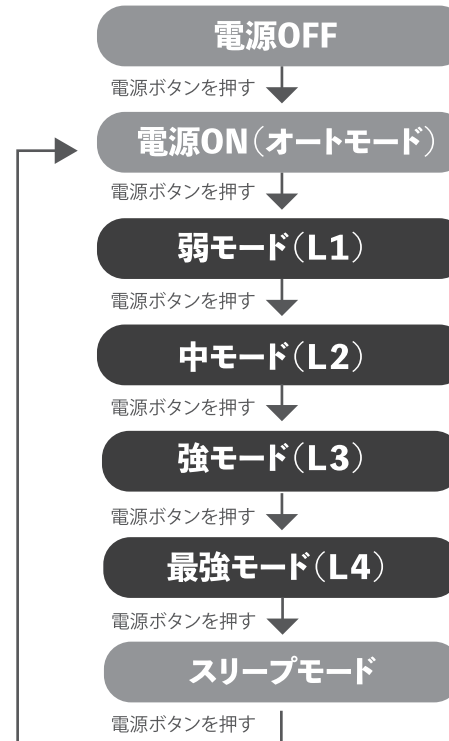 電源OFF
電源ボタンを押す
電源ON(オートモード)
電源ボタンを押す
弱モード(L1)
電源ボタンを押す
中モード(L2)
電源ボタンを押す
強モード(L3)
電源ボタンを押す
最強モード(L4)
電源ボタンを押す
スリープモード
電源ボタンを押す